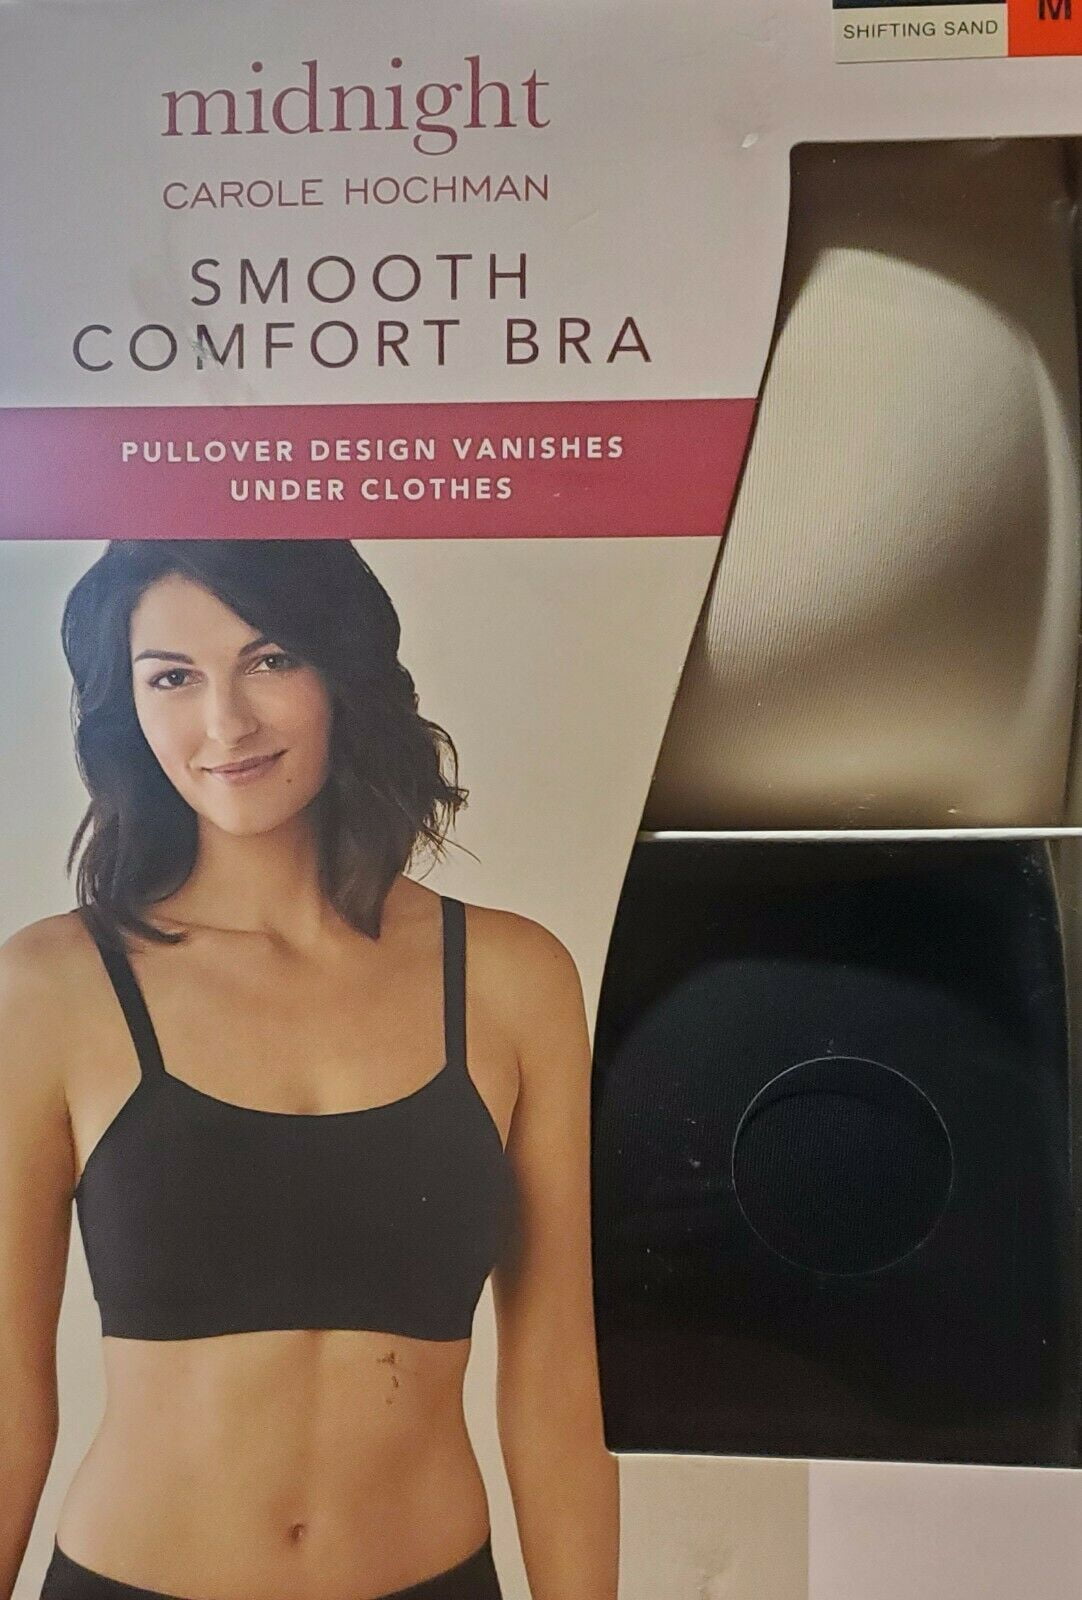 SHIFTING SAND
M
midnight
CAROLE HOCHMAN
SMOOTH
COMFORT BRA
PULLOVER DESIGN VANISHES
UNDER CLOTHES